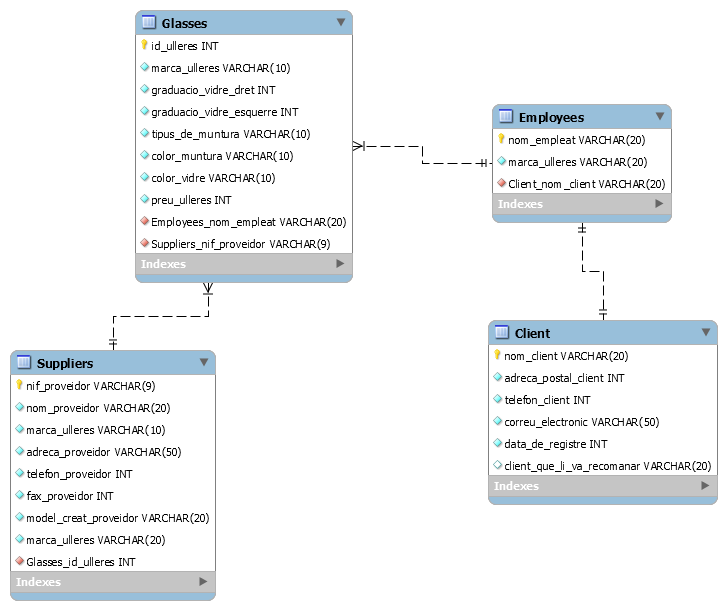 Glasses
id_ulleres INT
marca_ulleres VARCHAR(10)
graduacio_vidre_dret INT
graduacio_vidre_esquerre INT
tipus_de_muntura VARCHAR(10)
color_muntura VARCHAR(10)
color_vidre VARCHAR(10)
preu_ulleres INT
Employees_nom_empleat VARCHAR(20)
Suppliers_nif_proveidor VARCHAR(9)
Indexes
Employees
nom_empleat VARCHAR(20)
marca_ulleres VARCHAR(20)
Client_nom_client VARCHAR(20)
Indexes
Suppliers
nif_proveidor VARCHAR(9)
nom_proveidor VARCHAR(20)
marca_ulleres VARCHAR(10)
adreca_proveidor VARCHAR(50)
telefon_proveidor INT
fax_proveidor INT
model_creat_proveidor VARCHAR(20)
marca_ulleres VARCHAR(20)
Glasses_id_ulleres INT
Indexes
Client
nom_client VARCHAR(20)
adreca_postal_client INT
telefon_client INT
correu_electronic VARCHAR(50)
data_de_registre INT
client_que_li_va_recomanar VARCHAR(20)
Indexes